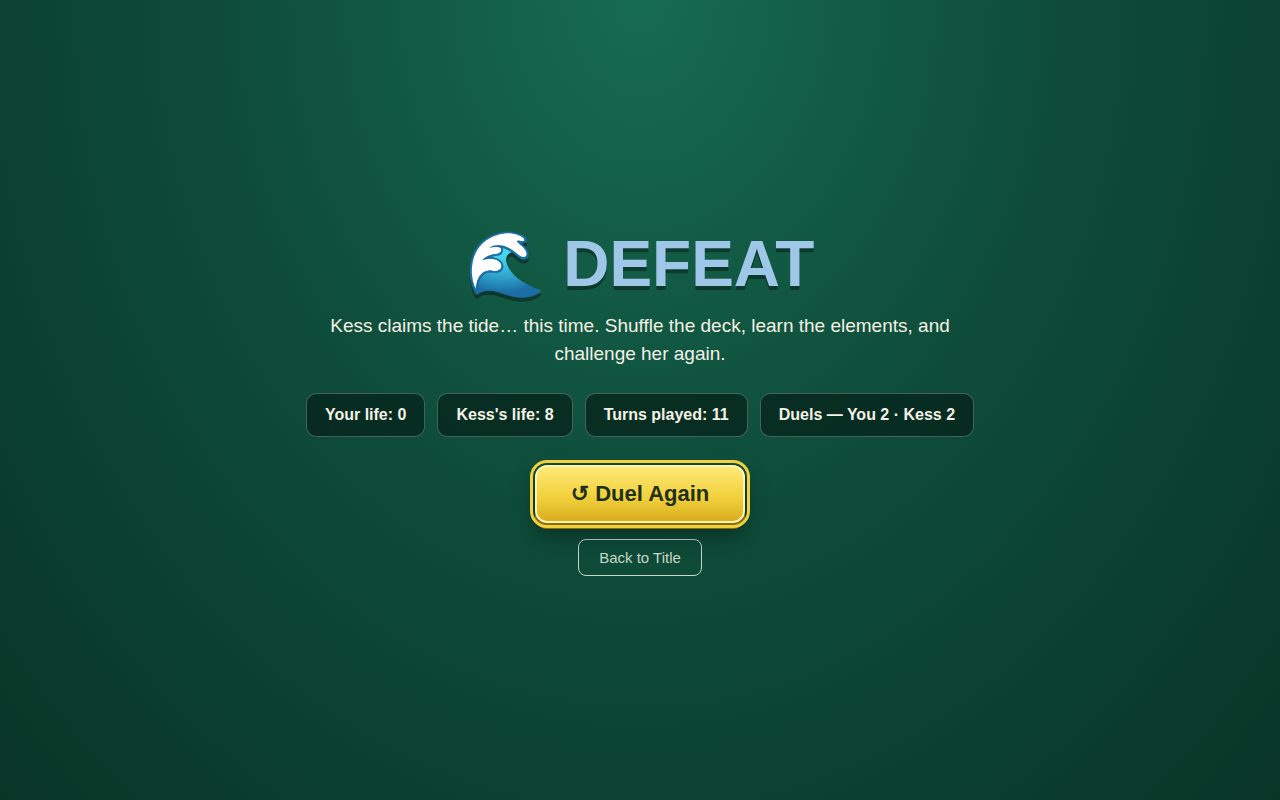 🌊 DEFEAT
Kess claims the tide… this time. Shuffle the deck, learn the elements, and
challenge her again.
Your life: 0
Kess's life: 8
Turns played: 11
Duels — You 2 · Kess 2
↺ Duel Again
Back to Title